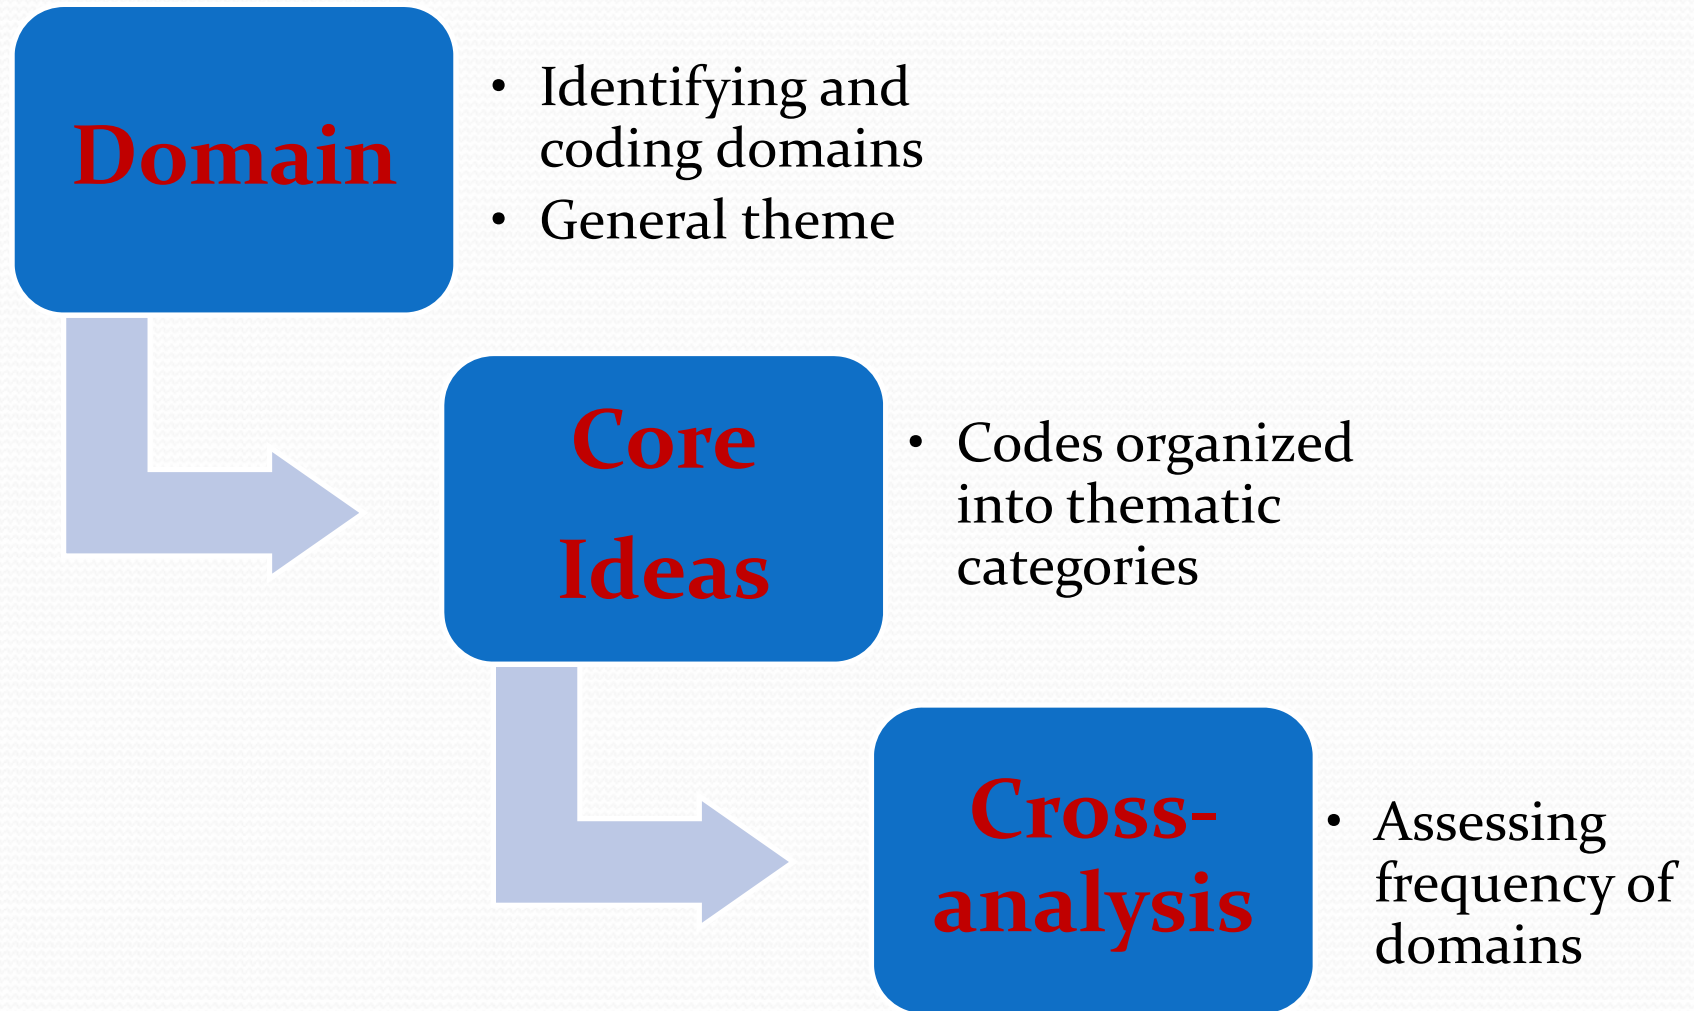 Domain
• Identifying and
coding domains
• General theme
Core
Ideas
• Codes organized
into thematic
categories
Cross-
analysis
• Assessing
frequency of
domains